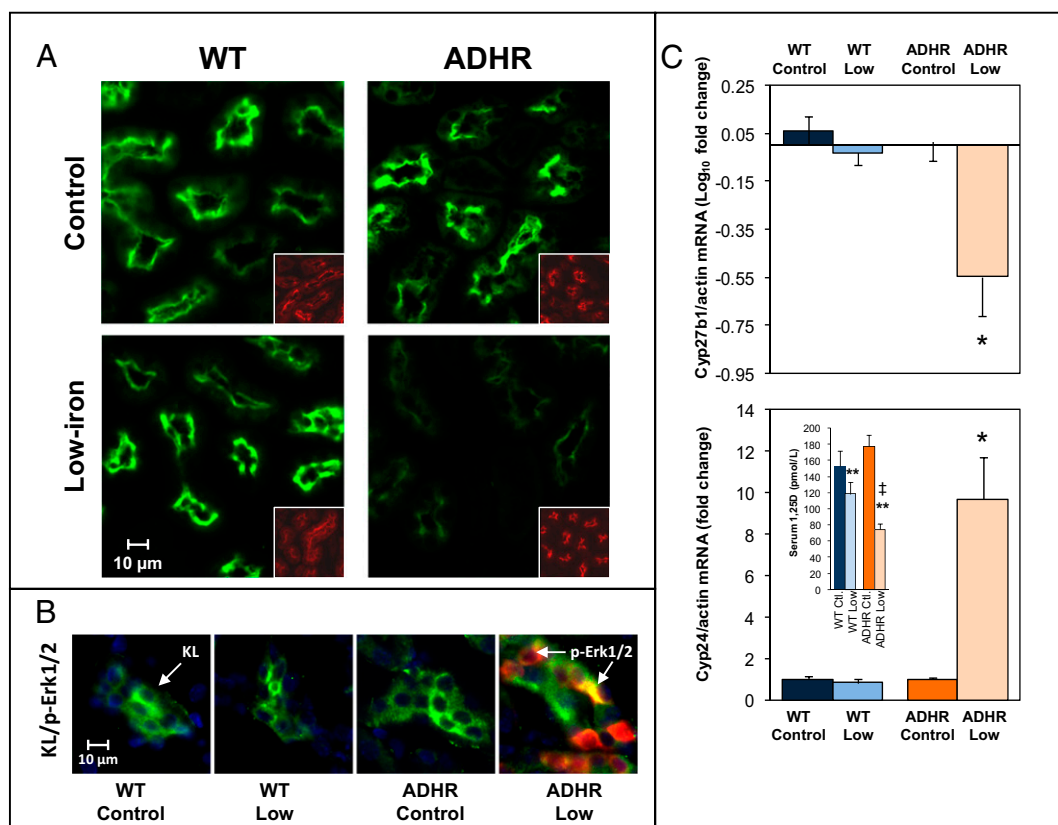 A
WT
ADHR
Control
Low-iron
10 µm
B
KL/p-Erk1/2
KL
p-Erk1/2
10 µm
WT
Control
WT
Low
ADHR
Control
ADHR
Low
C
WT
Control
WT
Low
ADHR
Control
ADHR
Low
Cyp27b1/actin mRNA (Log10 fold change)
0.25
0.05
-0.15
-0.35
-0.55
-0.75
-0.95
*
Cyp24/actin mRNA (fold change)
14
12
10
8
6
4
2
0
*
Serum 1,25D (pmol/L)
200
180
160
140
120
100
80
60
40
20
0
**
‡
**
WT Ctl.
WT Low
ADHR Ctl.
ADHR Low
WT
Control
WT
Low
ADHR
Control
ADHR
Low